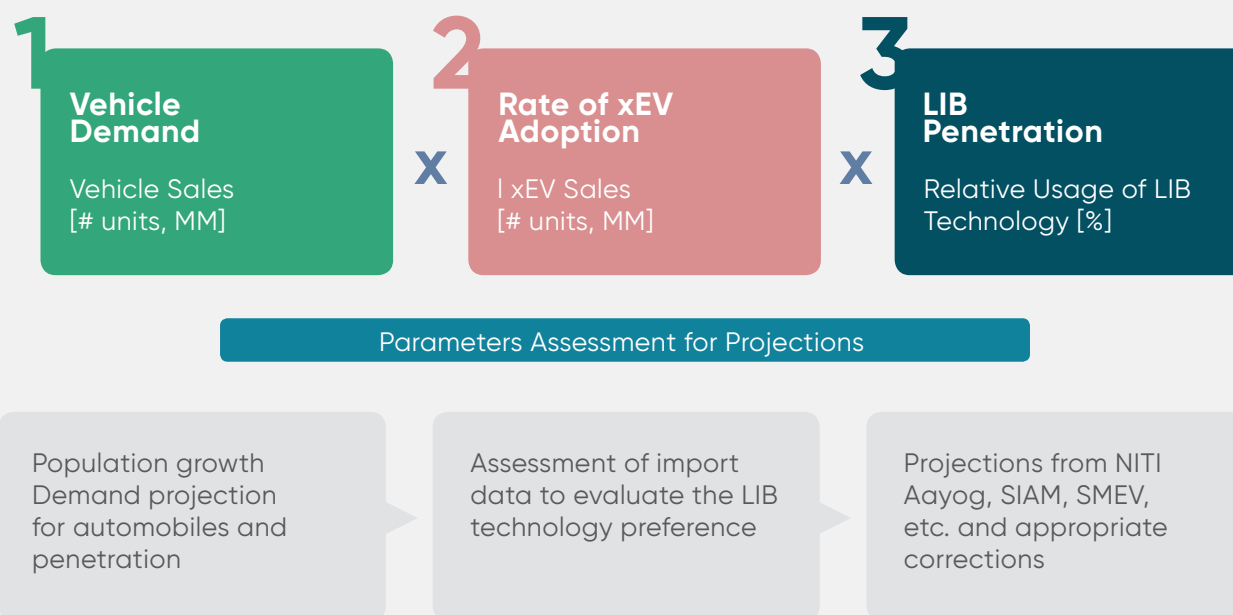 1
Vehicle
Demand
Vehicle Sales
[# units, MM]
x
2
Rate of xEV
Adoption
l xEV Sales
[# units, MM]
x
3
LIB
Penetration
Relative Usage of LIB
Technology [%]
Parameters Assessment for Projections
Population growth
Demand projection
for automobiles and
penetration
Assessment of import
data to evaluate the LIB
technology preference
Projections from NITI
Aayog, SIAM, SMEV,
etc. and appropriate
corrections